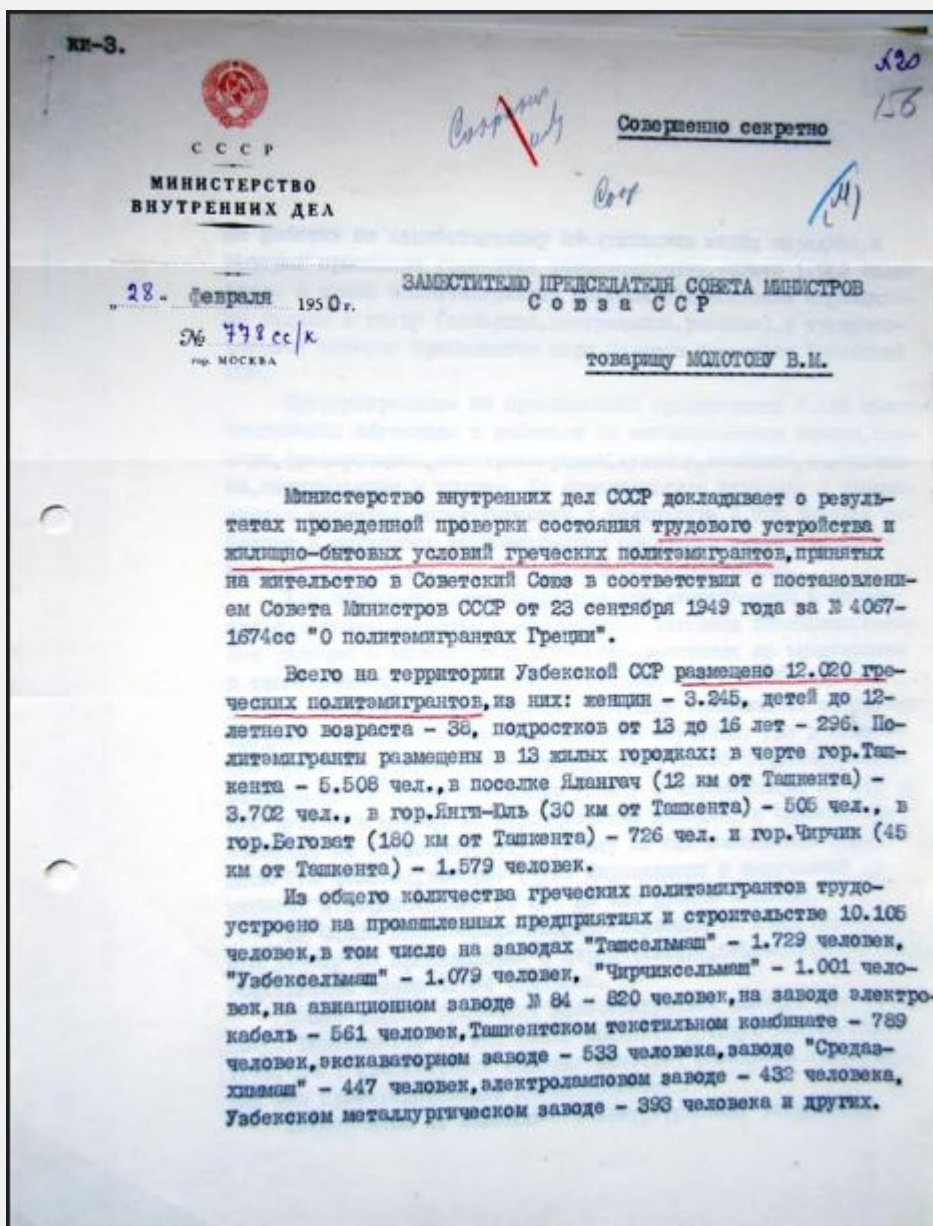 КК-3.
156
СССР
Совершенно секретно
МИНИСТЕРСТВО
ВНУТРЕННИХ ДЕЛ
„28“ февраля 1950 г.
№ 778 сс/к
гор. МОСКВА
ЗАМЕСТИТЕЛЮ ПРЕДСЕДАТЕЛЯ СОВЕТА МИНИСТРОВ
Союза ССР
товарищу МОЛОТОВУ В.М.
Министерство внутренних дел СССР докладывает о резуль-
татах проведенной проверки состояния трудового устройства и
жилищно-бытовых условий греческих политэмигрантов, принятых
на жительство в Советский Союз в соответствии с постановлени-
ем Совета Министров СССР от 23 сентября 1949 года за № 4067-
1674сс "О политэмигрантах Греции".
Всего на территории Узбекской ССР размещено 12.020 гре-
ческих политэмигрантов, из них: женщин - 3.245, детей до 12-
летнего возраста - 38, подростков от 13 до 16 лет - 296. По-
литэмигранты размещены в 13 жилых городках: в черте гор.Таш-
кента - 5.508 чел., в поселке Ялангач (12 км от Ташкента) -
3.702 чел., в гор.Янги-Юль (30 км от Ташкента) - 505 чел., в
гор.Беговат (180 км от Ташкента) - 726 чел. и гор.Чирчик (45
км от Ташкента) - 1.579 человек.
Из общего количества греческих политэмигрантов трудо-
устроено на промышленных предприятиях и строительстве 10.105
человек, в том числе на заводах "Ташсельмаш" - 1.729 человек,
"Узбексельмаш" - 1.079 человек, "Чирчиксельмаш" - 1.001 чело-
век, на авиационном заводе № 84 - 820 человек, на заводе электро-
кабель - 561 человек, Ташкентском текстильном комбинате - 789
человек, экскаваторном заводе - 533 человека, заводе "Средаз-
химмаш" - 447 человек, электроламповом заводе - 432 человека,
Узбекском металлургическом заводе - 393 человека и других.